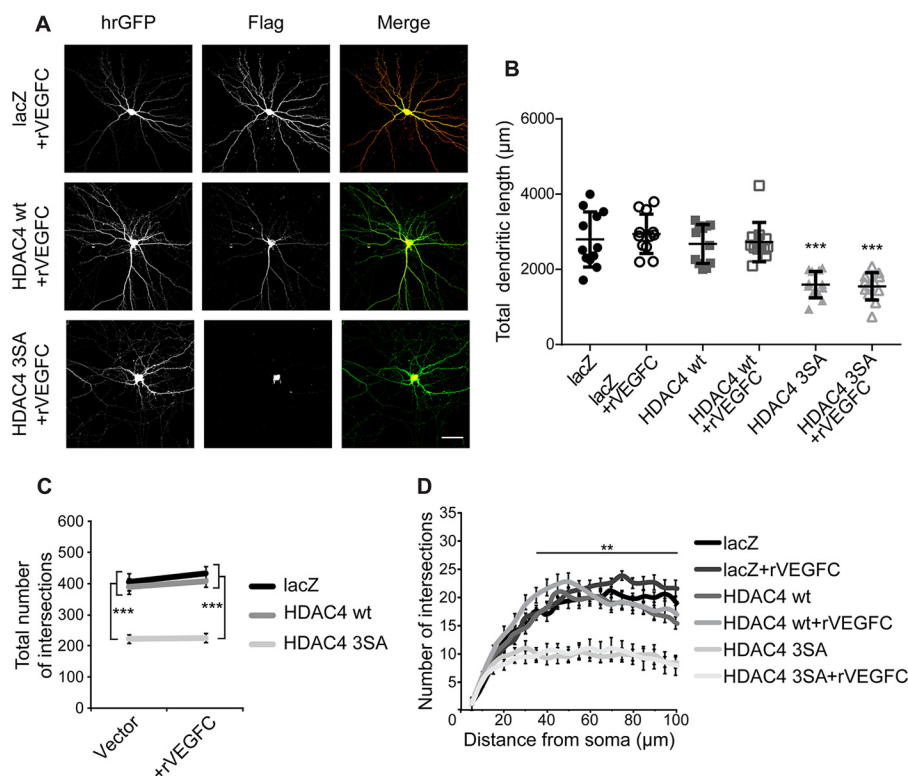 A
hrGFP
Flag
Merge
lacZ
+rVEGFC
HDAC4 wt
+rVEGFC
HDAC4 3SA
+rVEGFC
B
Total dendritic length (µm)
6000
4000
2000
0
***
***
lacZ
lacZ
+rVEGFC
HDAC4 wt
HDAC4 wt
+rVEGFC
HDAC4 3SA
HDAC4 3SA
+rVEGFC
C
Total number
of intersections
600
500
400
300
200
100
0
***
***
Vector
+rVEGFC
lacZ
HDAC4 wt
HDAC4 3SA
D
Number of intersections
35
30
25
20
15
10
5
0
**
20
40
60
80
100
Distance from soma (µm)
lacZ
lacZ+rVEGFC
HDAC4 wt
HDAC4 wt+rVEGFC
HDAC4 3SA
HDAC4 3SA+rVEGFC